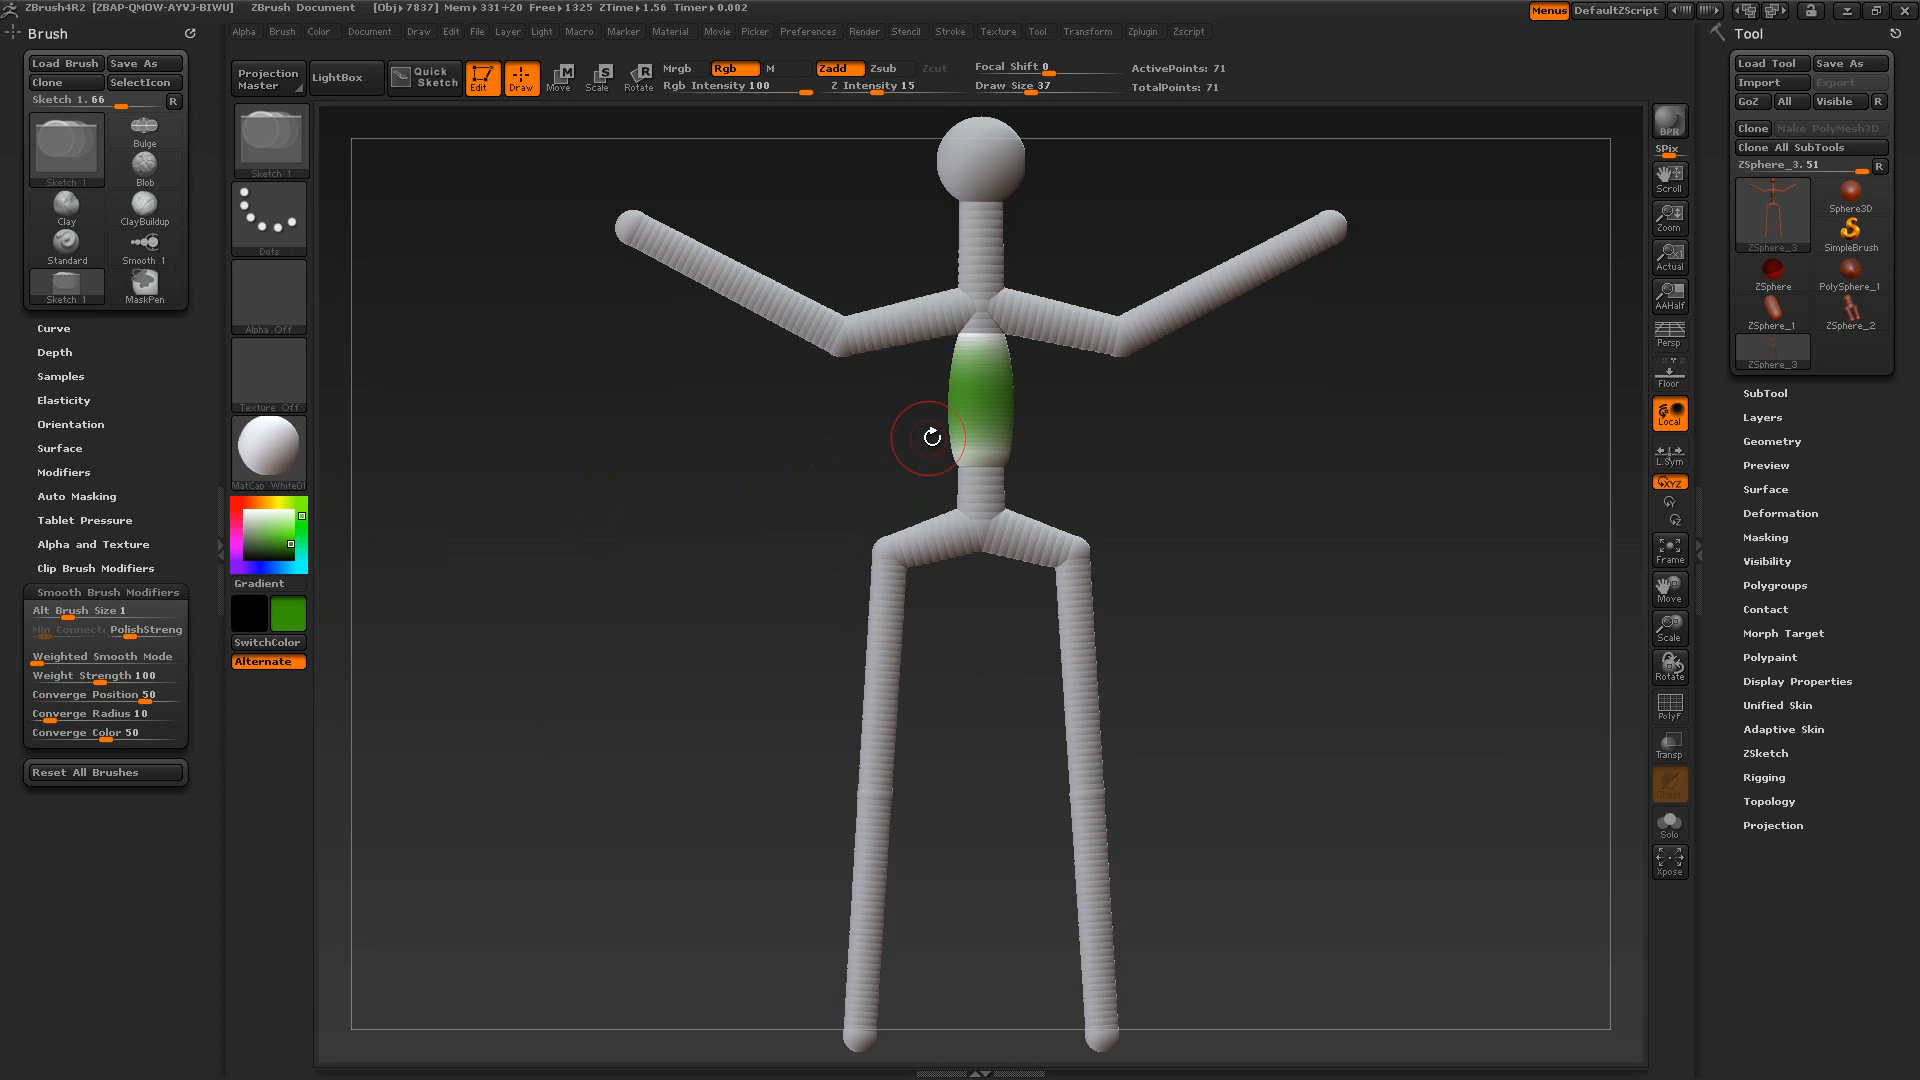 ZBrush4R2 [ZBAP-QMOW-AYVJ-BIWU] ZBrush Document [Obj▸7837] Mem▸331+20 Free▸1325 ZTime▸1.56 Timer▸0.002 Menus DefaultZScript
Brush
Tool
Alpha Brush Color Document Draw Edit File Layer Light Macro Marker Material Movie Picker Preferences Render Stencil Stroke Texture Tool Transform Zplugin Zscript
Load Brush Save As
Clone SelectIcon
Sketch 1. 66 R
Sketch 1
Bulge
Blob
Clay
ClayBuildup
Standard
Smooth 1
Sketch 1
MaskPen
Curve
Depth
Samples
Elasticity
Orientation
Surface
Modifiers
Auto Masking
Tablet Pressure
Alpha and Texture
Clip Brush Modifiers
Smooth Brush Modifiers
Alt Brush Size 1
Min Connecte PolishStreng
Weighted Smooth Mode
Weight Strength 100
Converge Position 50
Converge Radius 10
Converge Color 50
Reset All Brushes
Projection Master
LightBox
Quick Sketch
Edit
Draw
Move
Scale
Rotate
Mrgb Rgb M
Rgb Intensity 100
Zadd Zsub Zcut
Z Intensity 15
Focal Shift 0
Draw Size 37
ActivePoints: 71
TotalPoints: 71
Sketch 1
Dots
Alpha Off
Texture Off
MatCap White01
Gradient
SwitchColor
Alternate
BPR
SPix
Scroll
Zoom
Actual
AAHalf
Persp
Floor
Local
L.Sym
XYZ
Frame
Move
Scale
Rotate
PolyF
Transp
Solo
Xpose
Load Tool Save As
Import Export
GoZ All Visible R
Clone Make PolyMesh3D
Clone All SubTools
ZSphere_3. 51 R
ZSphere_3
Sphere3D
SimpleBrush
ZSphere
PolySphere_1
ZSphere_1
ZSphere_2
ZSphere_3
SubTool
Layers
Geometry
Preview
Surface
Deformation
Masking
Visibility
Polygroups
Contact
Morph Target
Polypaint
Display Properties
Unified Skin
Adaptive Skin
ZSketch
Rigging
Topology
Projection